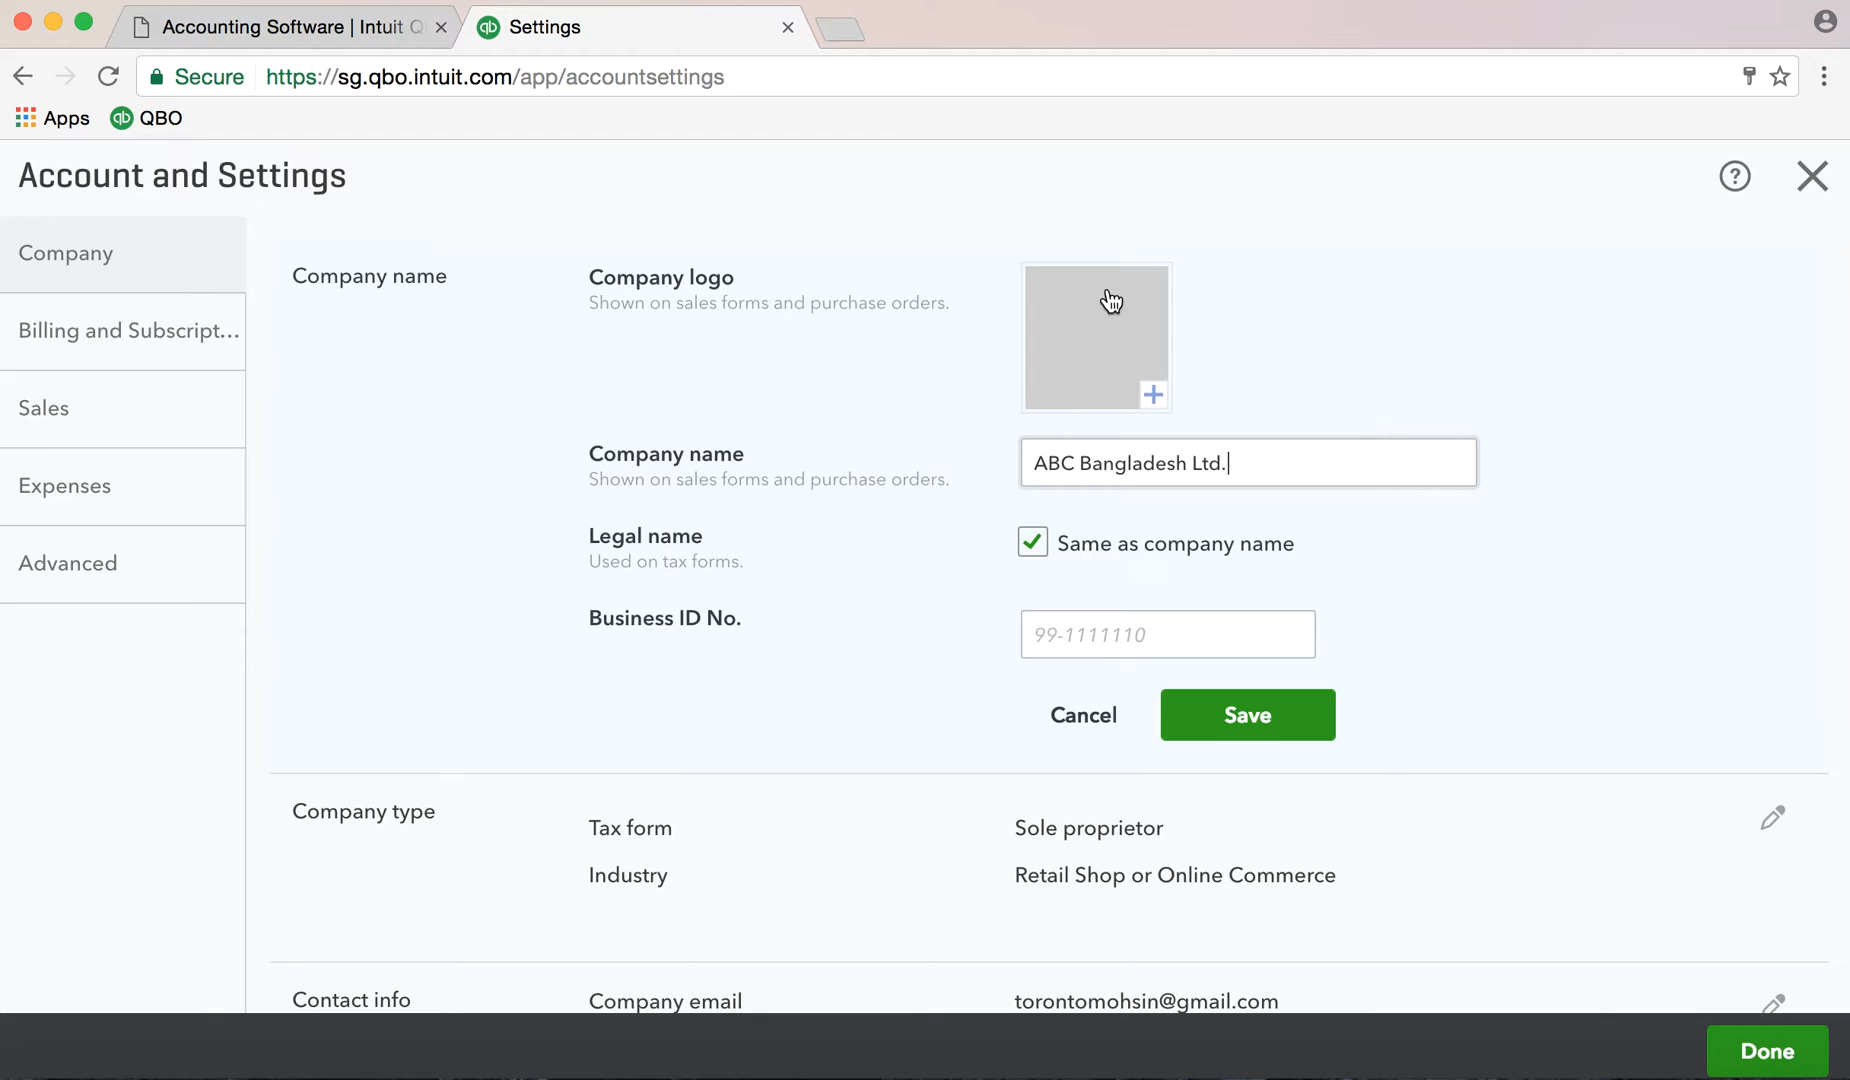 Accounting Software | Intuit Q
Settings
Secure https://sg.qbo.intuit.com/app/accountsettings
Apps QBO
Account and Settings
Company
Billing and Subscript...
Sales
Expenses
Advanced
Company name
Company logo
Shown on sales forms and purchase orders.
Company name
Shown on sales forms and purchase orders.
ABC Bangladesh Ltd.
Legal name
Used on tax forms.
Same as company name
Business ID No.
99-1111110
Cancel
Save
Company type
Tax form
Sole proprietor
Industry
Retail Shop or Online Commerce
Contact info
Company email
torontomohsin@gmail.com
Done